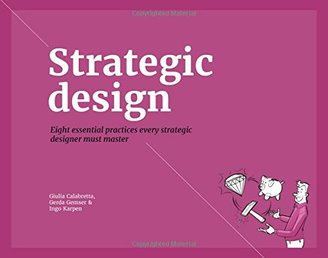 Strategic
design
Eight essential practices every strategic
designer must master
Giulia Calabretta,
Gerda Gemser &
Ingo Karpen